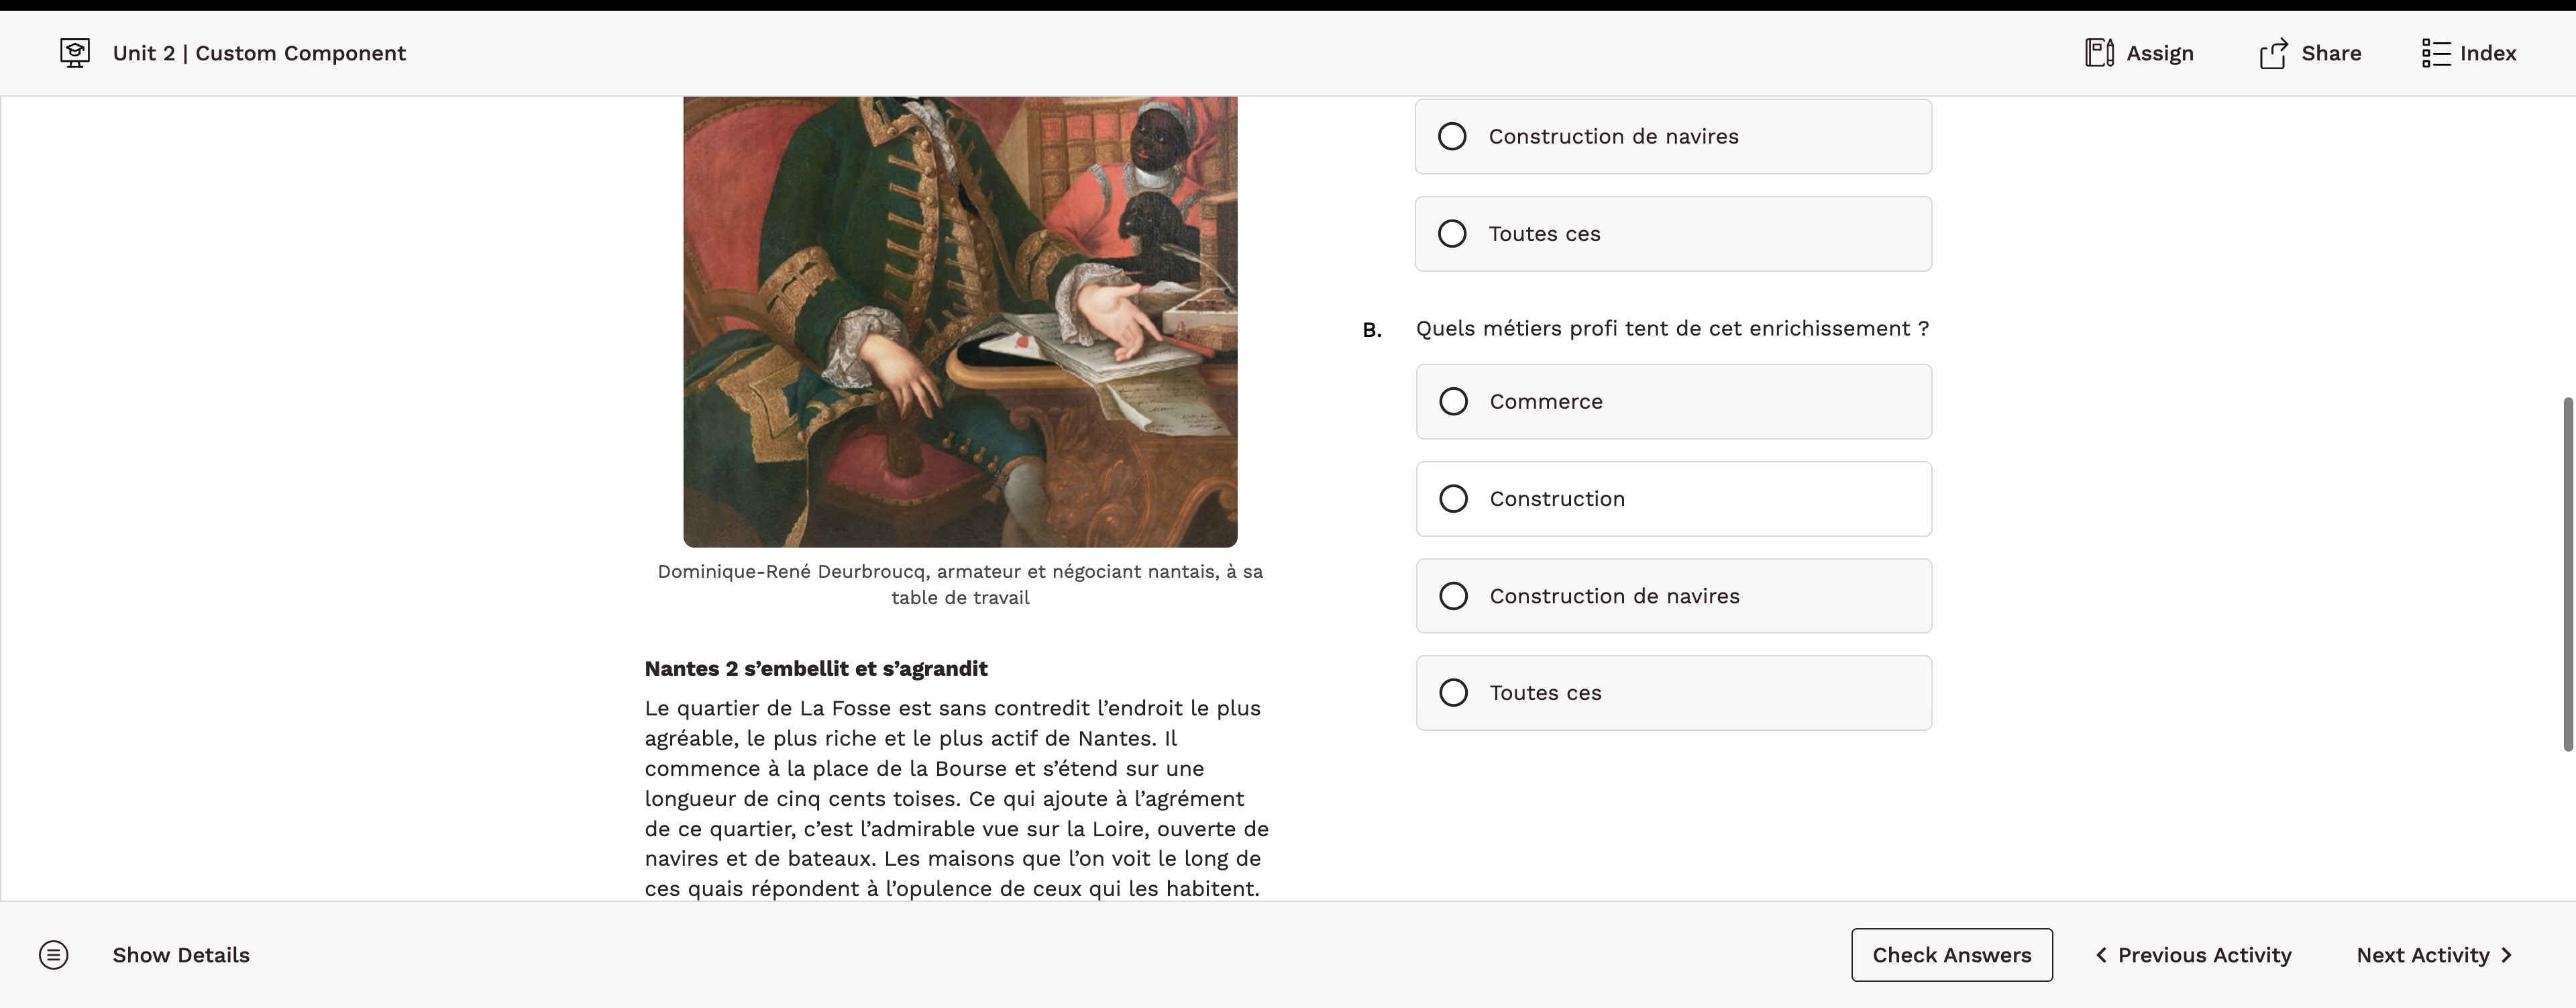 Unit 2 | Custom Component
Assign
Share
Index
Dominique-René Deurbroucq, armateur et négociant nantais, à sa
table de travail
Nantes 2 s’embellit et s’agrandit
Le quartier de La Fosse est sans contredit l’endroit le plus
agréable, le plus riche et le plus actif de Nantes. Il
commence à la place de la Bourse et s’étend sur une
longueur de cinq cents toises. Ce qui ajoute à l’agrément
de ce quartier, c’est l’admirable vue sur la Loire, ouverte de
navires et de bateaux. Les maisons que l’on voit le long de
ces quais répondent à l’opulence de ceux qui les habitent.
Construction de navires
Toutes ces
B. Quels métiers profi tent de cet enrichissement ?
Commerce
Construction
Construction de navires
Toutes ces
Show Details
Check Answers
Previous Activity
Next Activity